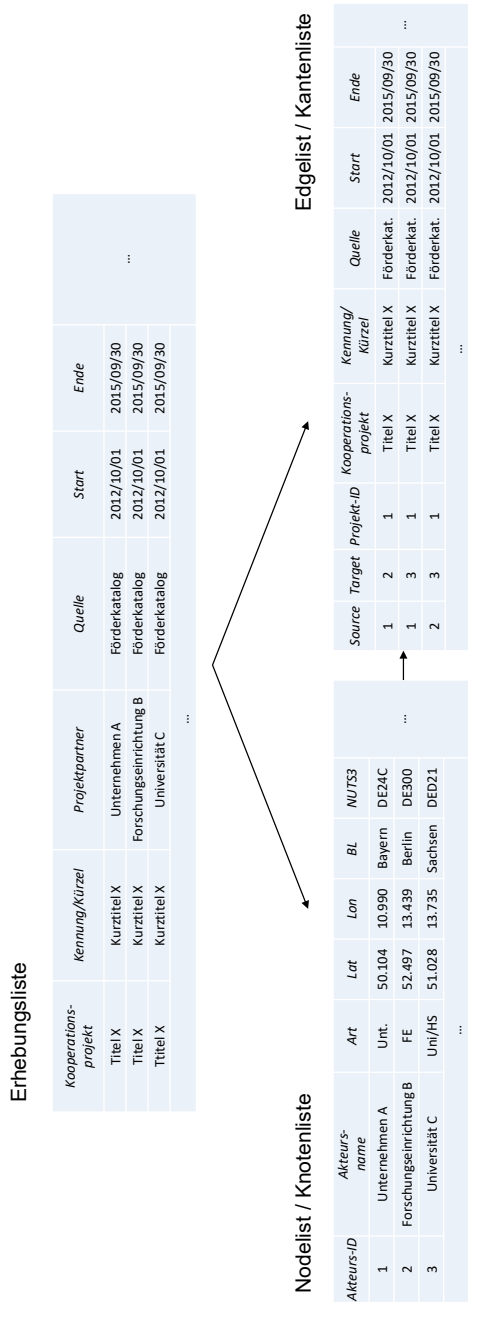 Erhebungsliste
Kooperations-
projekt Kennung/Kürzel Projektpartner Quelle Start Ende
Titel X Kurztitel X Unternehmen A Förderkatalog 2012/10/01 2015/09/30
Titel X Kurztitel X Forschungseinrichtung B Förderkatalog 2012/10/01 2015/09/30 ...
Ttitel X Kurztitel X Universität C Förderkatalog 2012/10/01 2015/09/30
...
Nodelist / Knotenliste
Akteurs-ID Akteurs-
name Art Lat Lon BL NUTS3
1 Unternehmen A Unt. 50.104 10.990 Bayern DE24C
2 Forschungseinrichtung B FE 52.497 13.439 Berlin DE300 ...
3 Universität C Uni/HS 51.028 13.735 Sachsen DED21
...
Edgelist / Kantenliste
Source Target Projekt-ID Kooperations-
projekt Kennung/
Kürzel Quelle Start Ende
1 2 1 Titel X Kurztitel X Förderkat. 2012/10/01 2015/09/30
1 3 1 Titel X Kurztitel X Förderkat. 2012/10/01 2015/09/30 ...
2 3 1 Titel X Kurztitel X Förderkat. 2012/10/01 2015/09/30
...